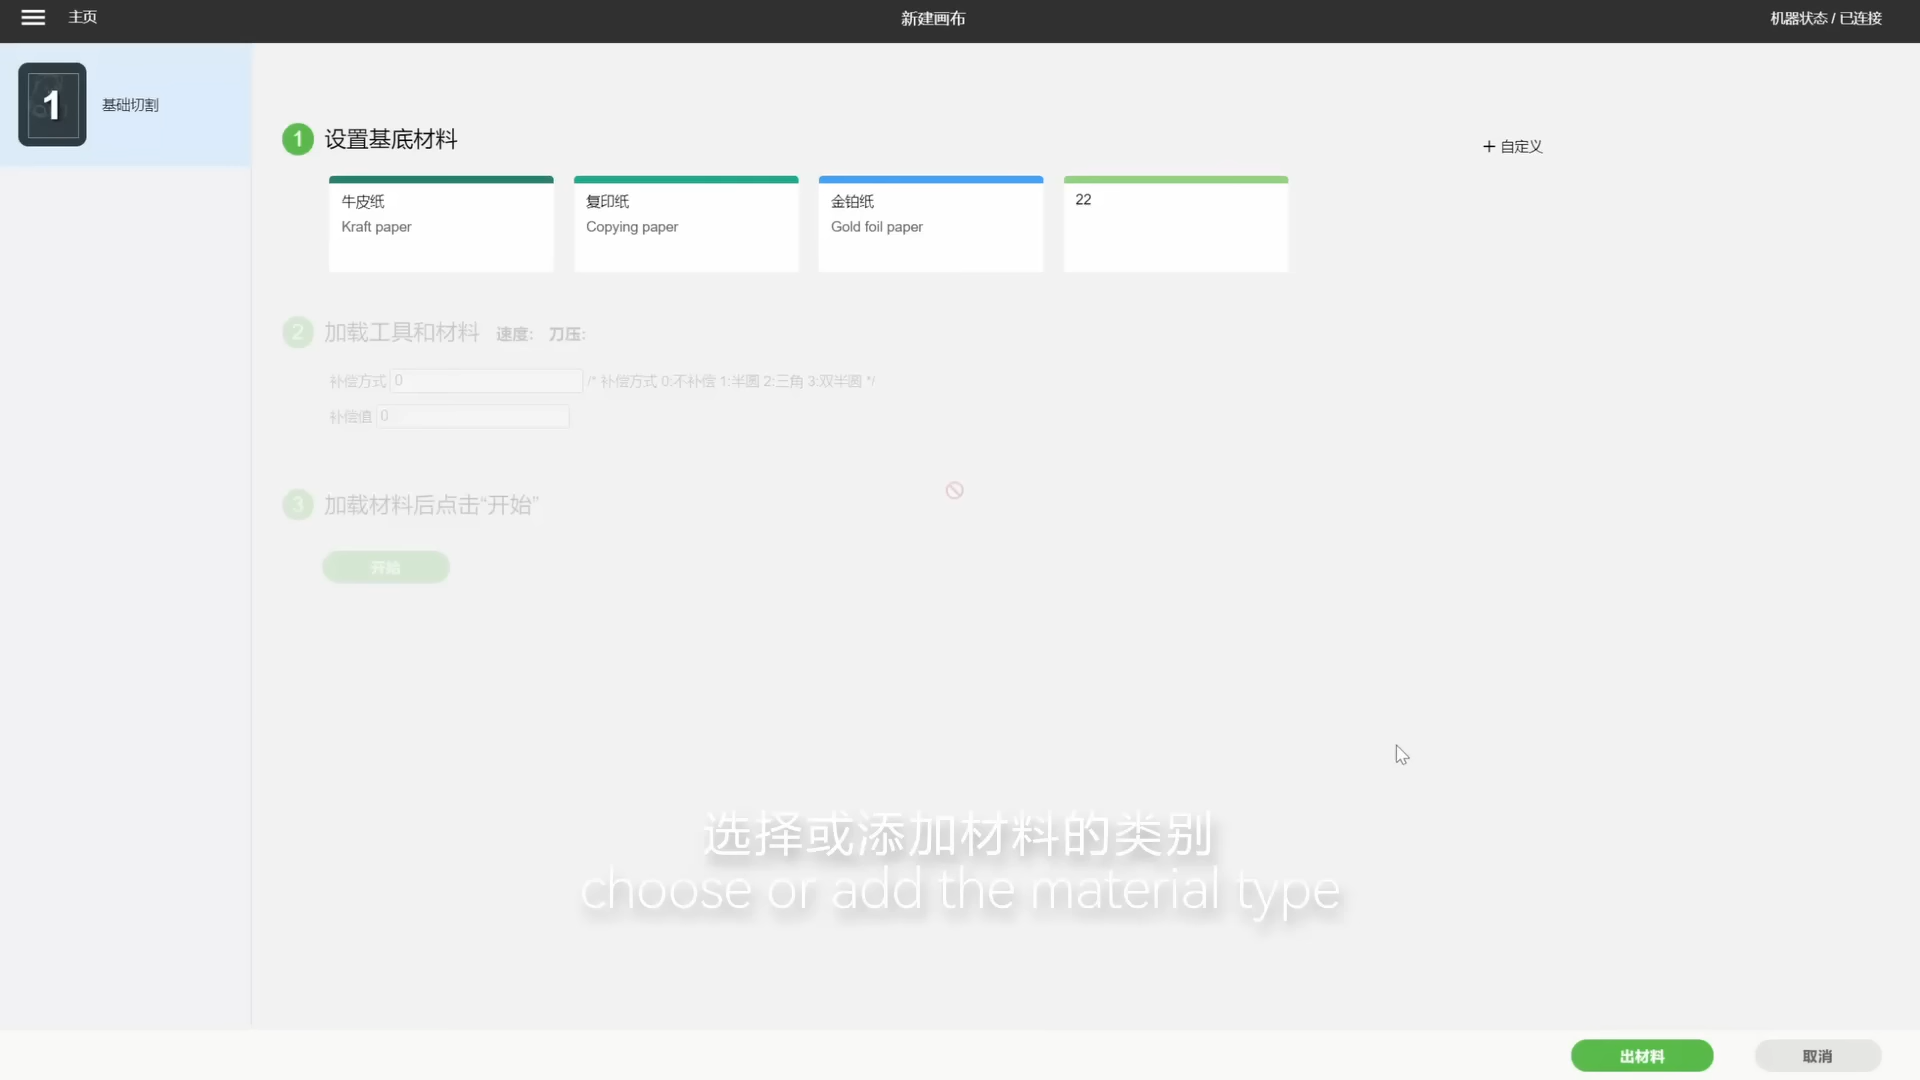 主页
新建画布
机器状态 / 已连接
1
基础切割
1 设置基底材料
+ 自定义
牛皮纸
Kraft paper
复印纸
Copying paper
金铂纸
Gold foil paper
22
2 加载工具和材料 速度: 刀压:
补偿方式 0 /* 补偿方式 0:不补偿 1:半圆 2:三角 3:双半圆 */
补偿值 0
3 加载材料后点击“开始”
开始
选择或添加材料的类别
choose or add the material type
出材料
取消